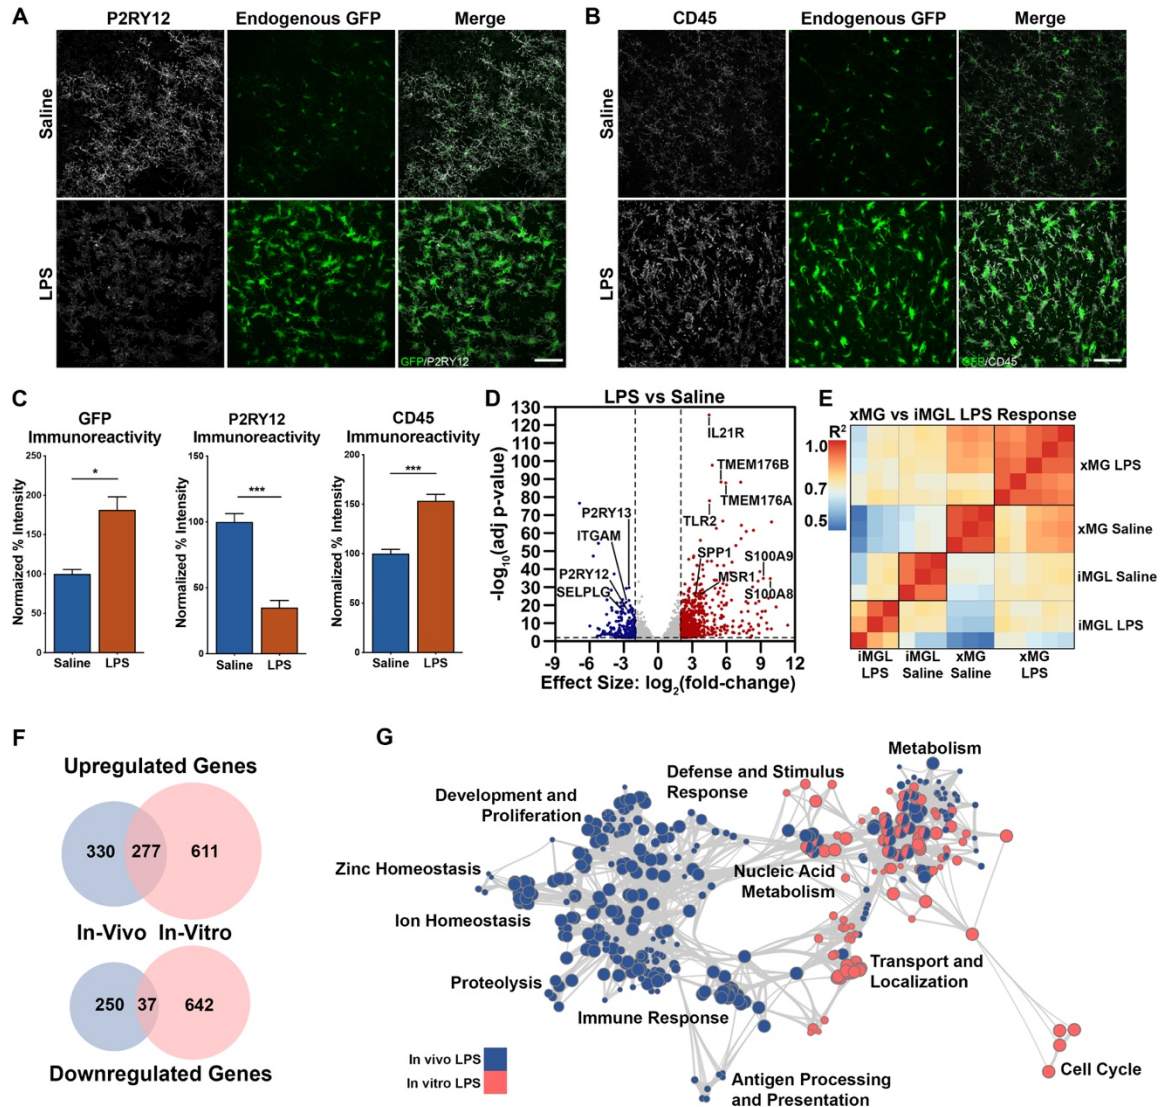 A
P2RY12 Endogenous GFP Merge
Saline
LPS
GFP/P2RY12
B
CD45 Endogenous GFP Merge
Saline
LPS
GFP/CD45
C
GFP
Immunoreactivity
Normalized % Intensity
250
200
150
100
50
0
*
Saline LPS
P2RY12
Immunoreactivity
Normalized % Intensity
150
100
50
0
***
Saline LPS
CD45
Immunoreactivity
Normalized % Intensity
200
150
100
50
0
***
Saline LPS
D
LPS vs Saline
-log10(adj p-value)
130
120
110
100
90
80
70
60
50
40
30
20
10
0
IL21R
TMEM176B
TMEM176A
TLR2
P2RY13
ITGAM
P2RY12
SELPLG
SPP1
MSR1
S100A9
S100A8
-9 -6 -3 0 3 6 9 12
Effect Size: log2(fold-change)
E
xMG vs iMGL LPS Response
R2
1.0
0.7
0.5
xMG LPS
xMG Saline
iMGL Saline
iMGL LPS
iMGL LPS
iMGL Saline
xMG Saline
xMG LPS
F
Upregulated Genes
330 277 611
In-Vivo In-Vitro
250 37 642
Downregulated Genes
G
Metabolism
Defense and Stimulus
Response
Development and
Proliferation
Zinc Homeostasis
Nucleic Acid
Metabolism
Ion Homeostasis
Proteolysis
Transport and
Localization
Immune Response
In vivo LPS
In vitro LPS
Antigen Processing
and Presentation
Cell Cycle